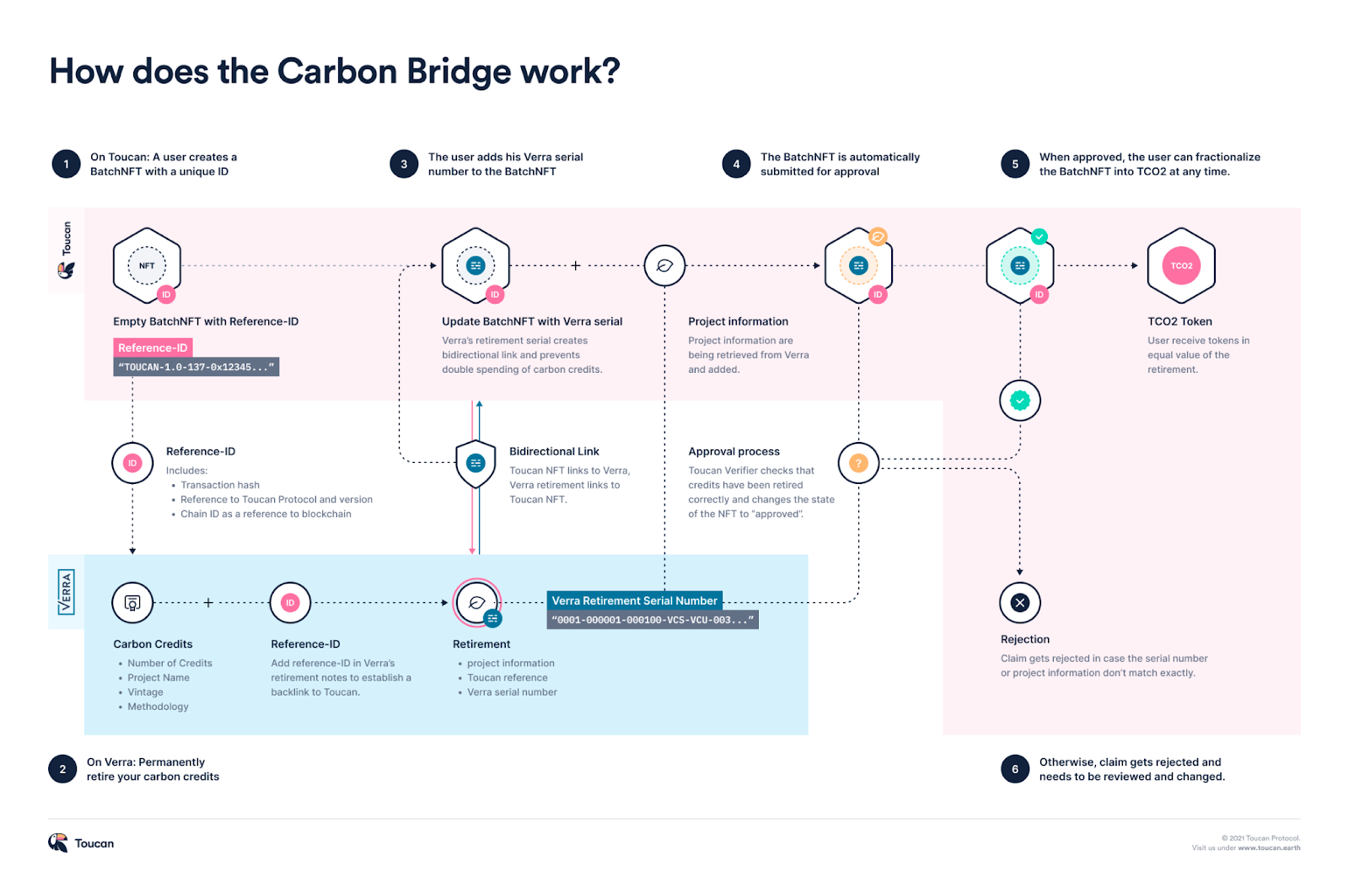 How does the Carbon Bridge work?
1
On Toucan: A user creates a
BatchNFT with a unique ID
3
The user adds his Verra serial
number to the BatchNFT
4
The BatchNFT is automatically
submitted for approval
5
When approved, the user can fractionalize
the BatchNFT into TCO2 at any time.
Toucan
NFT
ID
ID
ID
ID
TCO2
Empty BatchNFT with Reference-ID
Reference-ID
“TOUCAN-1.0-137-0x12345...”
Update BatchNFT with Verra serial
Verra's retirement serial creates
bidirectional link and prevents
double spending of carbon credits.
Project information
Project information are
being retrieved from Verra
and added.
TCO2 Token
User receive tokens in
equal value of the
retirement.
ID
Reference-ID
Includes:
• Transaction hash
• Reference to Toucan Protocol and version
• Chain ID as a reference to blockchain
Bidirectional Link
Toucan NFT links to Verra,
Verra retirement links to
Toucan NFT.
Approval process
Toucan Verifier checks that
credits have been retired
correctly and changes the state
of the NFT to “approved”.
?
VERRA
ID
Carbon Credits
• Number of Credits
• Project Name
• Vintage
• Methodology
Reference-ID
Add reference-ID in Verra's
retirement notes to establish a
backlink to Toucan.
Retirement
• project information
• Toucan reference
• Verra serial number
Verra Retirement Serial Number
“0001-000001-000100-VCS-VCU-003...”
Rejection
Claim gets rejected in case the serial number
or project information don't match exactly.
2
On Verra: Permanently
retire your carbon credits
6
Otherwise, claim gets rejected and
needs to be reviewed and changed.
Toucan
© 2021 Toucan Protocol.
Visit us under www.toucan.earth